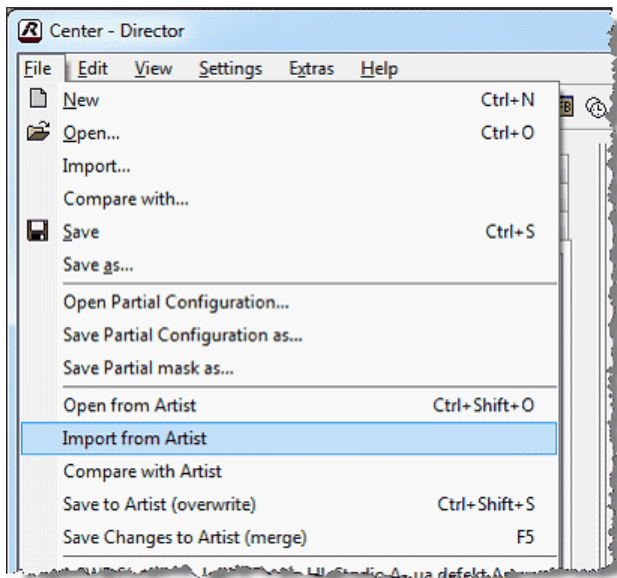 R Center - Director
File Edit View Settings Extras Help
New Ctrl+N
FB
Open... Ctrl+O
Import...
Compare with...
Save Ctrl+S
Save as...
Open Partial Configuration...
Save Partial Configuration as...
Save Partial mask as...
Open from Artist Ctrl+Shift+O
Import from Artist
Compare with Artist
Save to Artist (overwrite) Ctrl+Shift+S
Save Changes to Artist (merge) F5